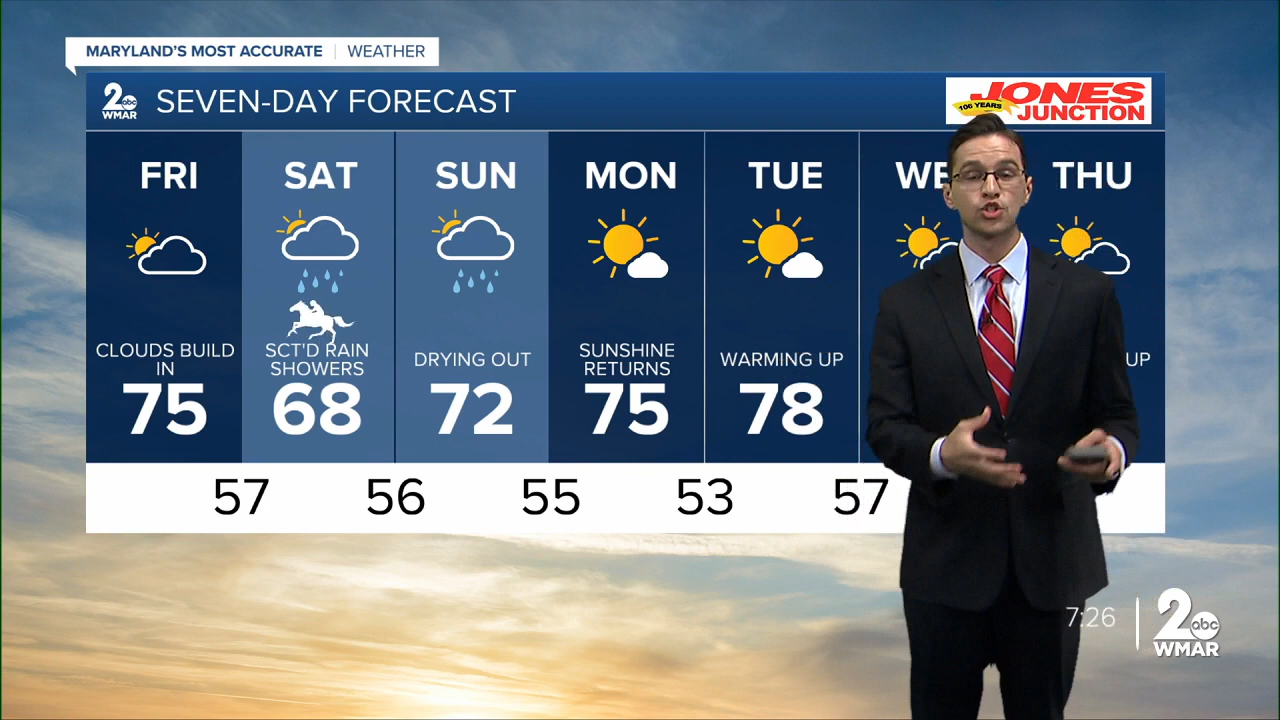 MARYLAND'S MOST ACCURATE | WEATHER
2 abc WMAR
SEVEN-DAY FORECAST
JONES
106 YEARS
JUNCTION
FRI SAT SUN MON TUE WE THU
CLOUDS BUILD IN
SCT'D RAIN SHOWERS
DRYING OUT
SUNSHINE RETURNS
WARMING UP
UP
75 68 72 75 78
57 56 55 53 57
7:26
2 abc
WMAR